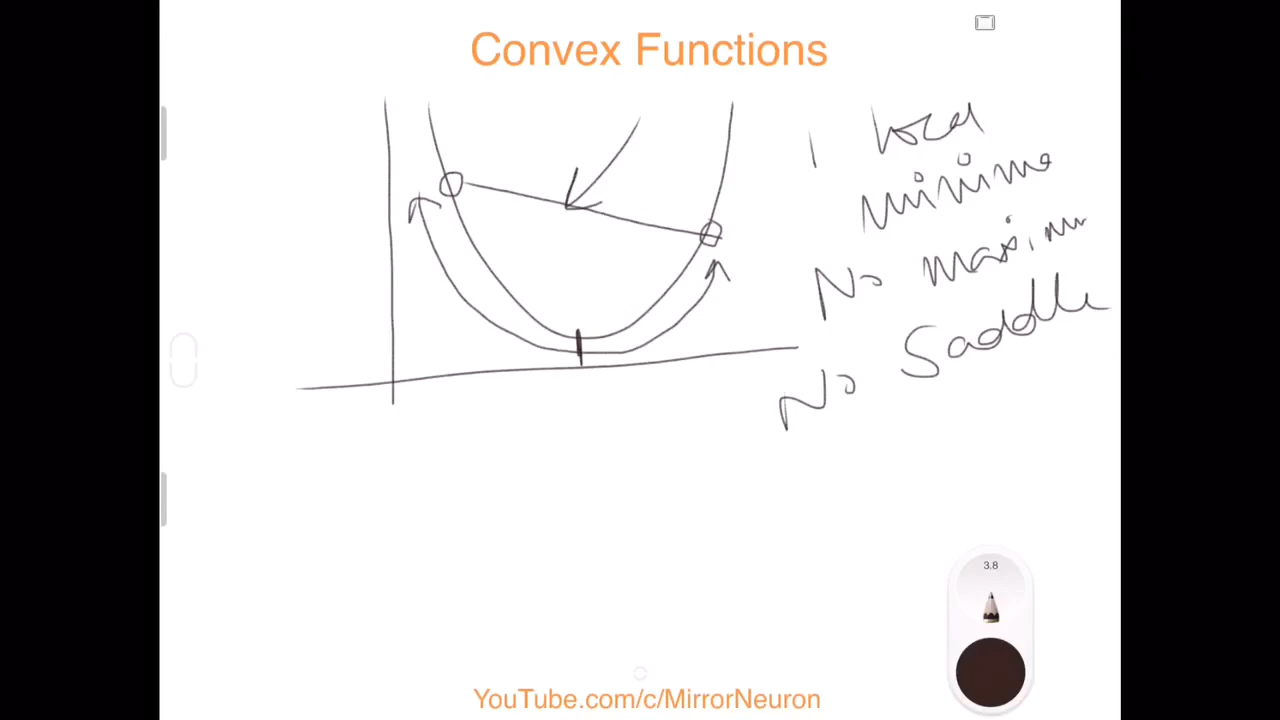 Convex Functions
1 local
minima
No maxima
No Saddle
3.8
YouTube.com/c/MirrorNeuron